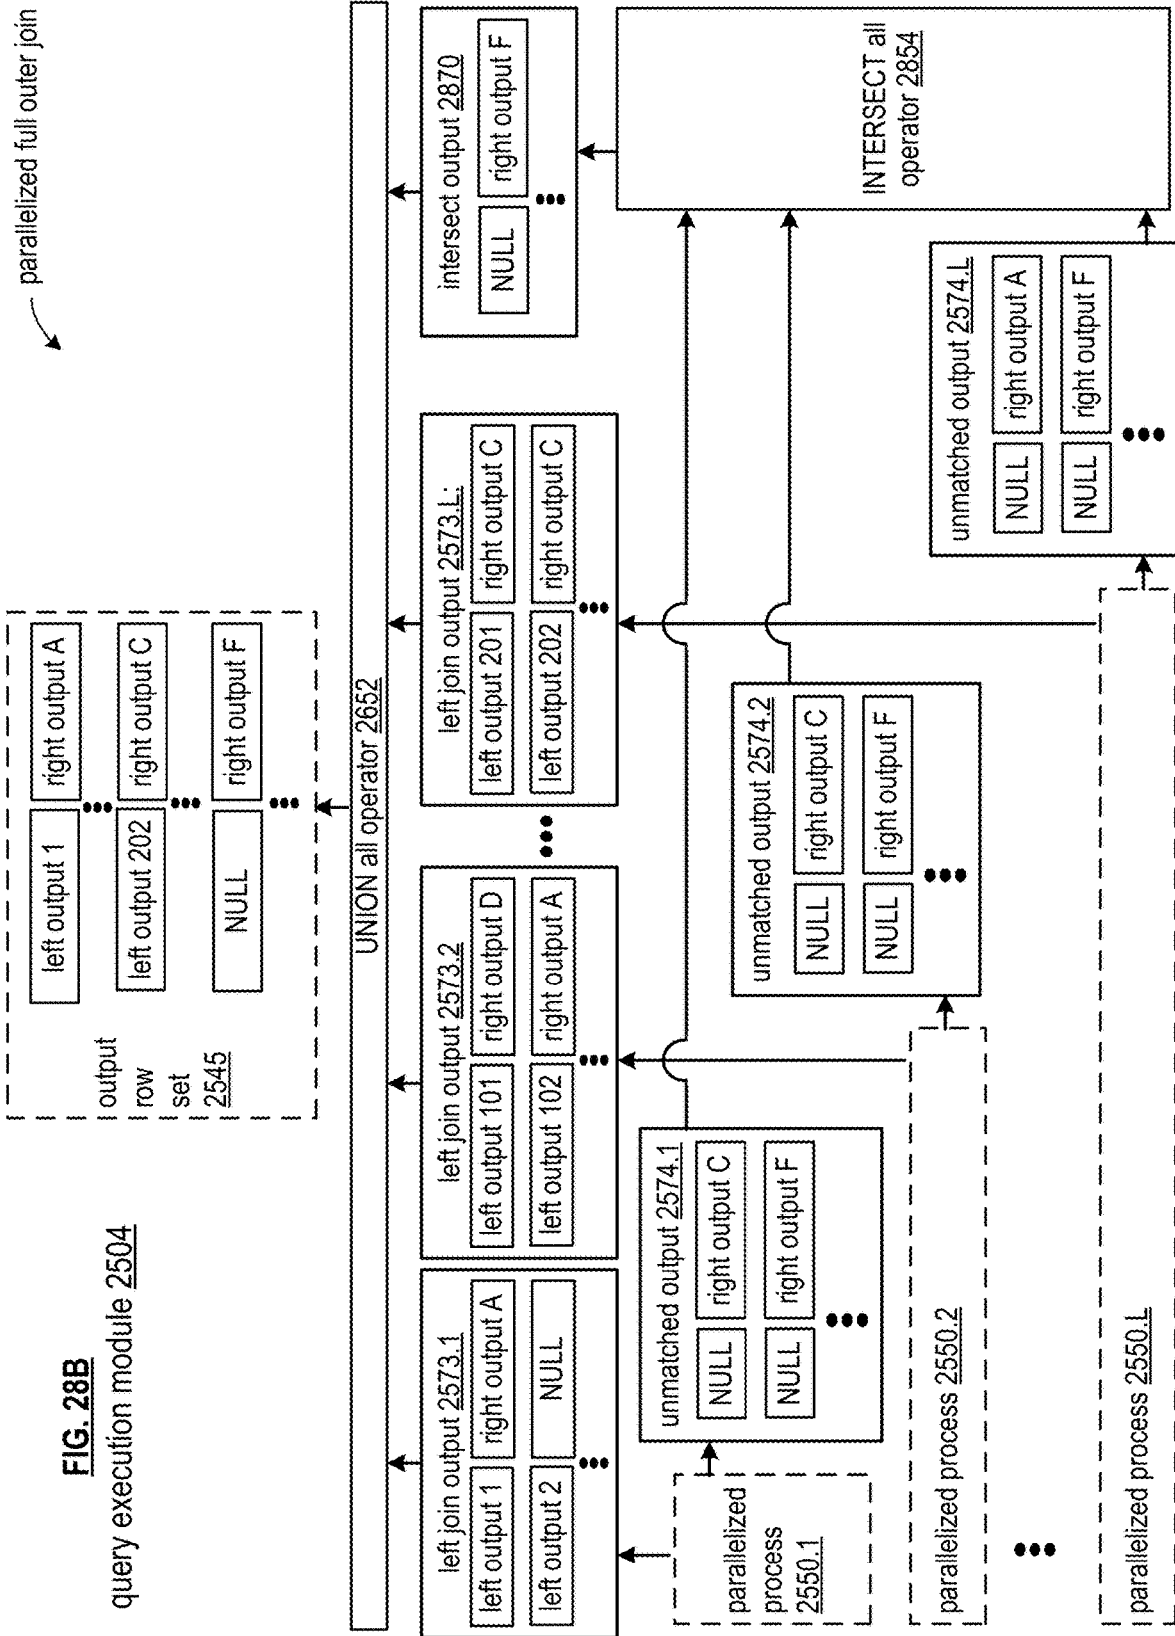 FIG. 28B
query execution module 2504
parallelized full outer join
output
row
set
2545
left output 1
right output A
left output 202
right output C
NULL
right output F
UNION all operator 2652
left join output 2573.1
left output 1
right output A
left output 2
NULL
left join output 2573.2
left output 101
right output D
left output 102
right output A
left join output 2573.L:
left output 201
right output C
left output 202
right output C
intersect output 2870
NULL
right output F
parallelized
process
2550.1
unmatched output 2574.1
NULL
right output C
NULL
right output F
parallelized process 2550.2
unmatched output 2574.2
NULL
right output C
NULL
right output F
parallelized process 2550.L
unmatched output 2574.L
NULL
right output A
NULL
right output F
INTERSECT all
operator 2854